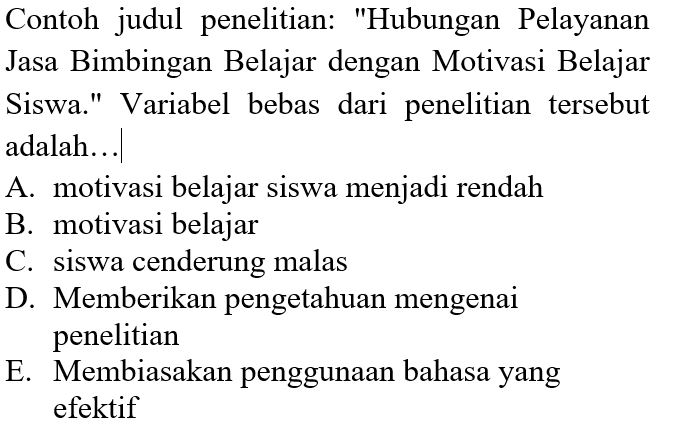 Contoh judul penelitian: "Hubungan Pelayanan
Jasa Bimbingan Belajar dengan Motivasi Belajar
Siswa." Variabel bebas dari penelitian tersebut
adalah…
A. motivasi belajar siswa menjadi rendah
B. motivasi belajar
C. siswa cenderung malas
D. Memberikan pengetahuan mengenai
penelitian
E. Membiasakan penggunaan bahasa yang
efektif